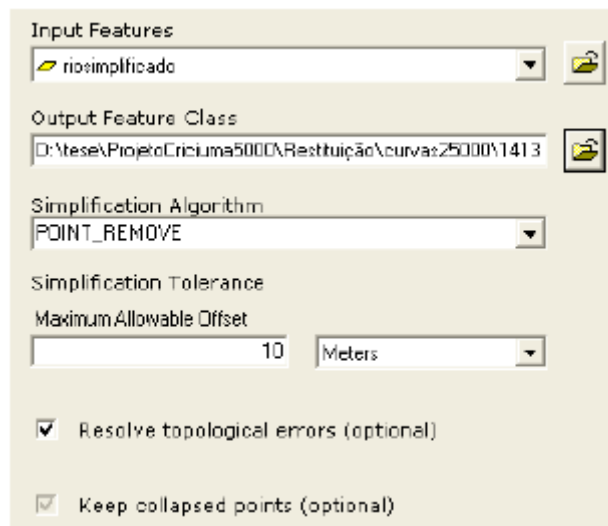 Input Features
riosimplificado
Output Feature Class
D:\tese\ProjetoCriciuma5000\Restituição\curvas25000\1413
Simplification Algorithm
POINT_REMOVE
Simplification Tolerance
Maximum Allowable Offset
10 Meters
Resolve topological errors (optional)
Keep collapsed points (optional)